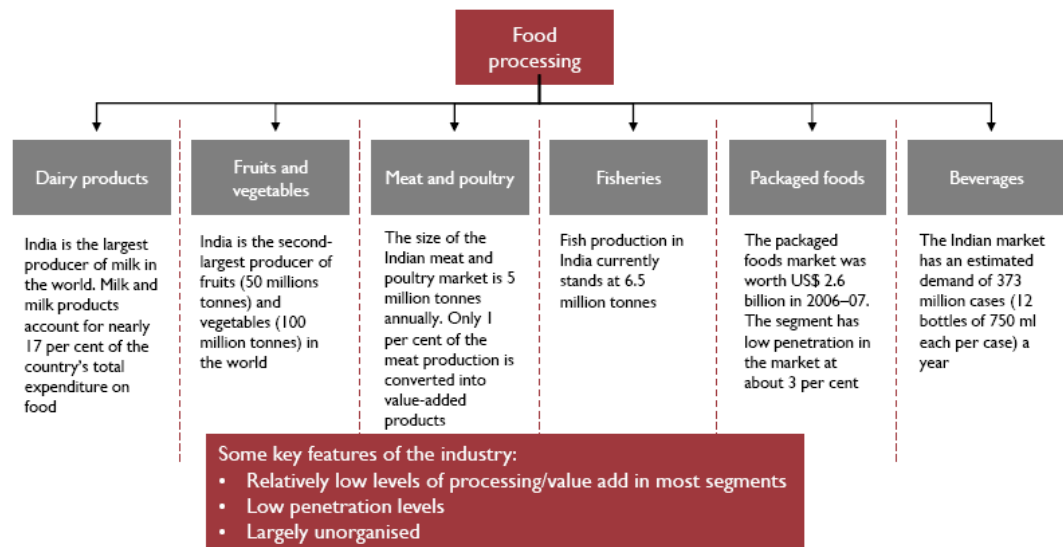 Food
processing
Dairy products
India is the largest
producer of milk in
the world. Milk and
milk products
account for nearly
17 per cent of the
country's total
expenditure on
food
Fruits and
vegetables
India is the second-
largest producer of
fruits (50 millions
tonnes) and
vegetables (100
million tonnes) in
the world
Meat and poultry
The size of the
Indian meat and
poultry market is 5
million tonnes
annually. Only 1
per cent of the
meat production is
converted into
value-added
products
Fisheries
Fish production in
India currently
stands at 6.5
million tonnes
Packaged foods
The packaged
foods market was
worth US$ 2.6
billion in 2006–07.
The segment has
low penetration in
the market at
about 3 per cent
Beverages
The Indian market
has an estimated
demand of 373
million cases (12
bottles of 750 ml
each per case) a
year
Some key features of the industry:
• Relatively low levels of processing/value add in most segments
• Low penetration levels
• Largely unorganised